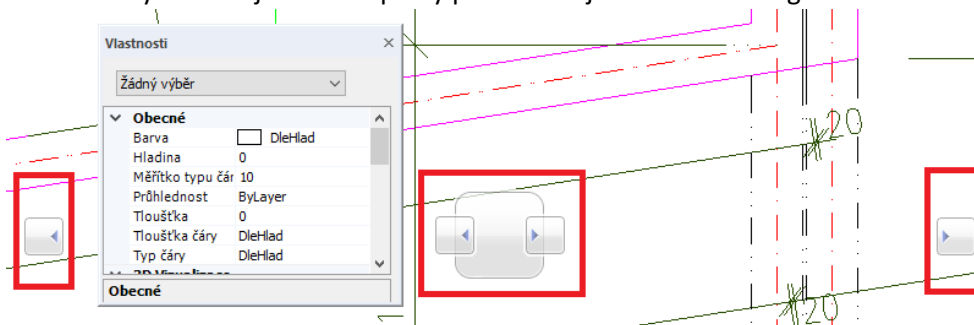 Vlastnosti
Žádný výběr
Obecné
Barva DleHlad
Hladina 0
Měřítko typu čár 10
Průhlednost ByLayer
Tloušťka 0
Tloušťka čáry DleHlad
Typ čáry DleHlad
Obecné
20
20